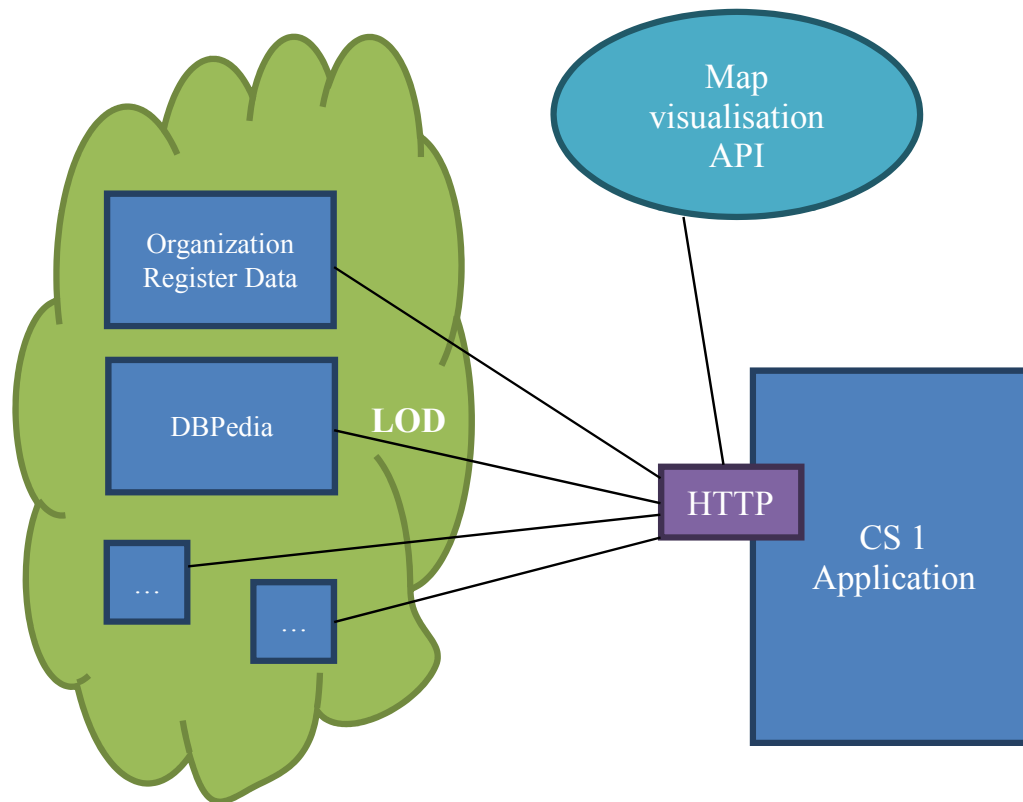 Map
visualisation
API
Organization
Register Data
DBPedia
LOD
HTTP
CS 1
Application
…
…